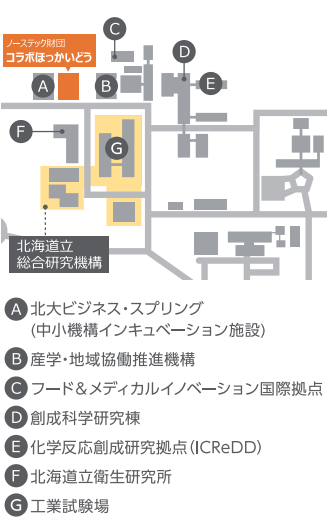 C
ノーステック財団
コラボほっかいどう
D
A
B
E
F
G
北海道立
総合研究機構
A 北大ビジネス・スプリング
(中小機構インキュベーション施設)
B 産学・地域協働推進機構
C フード&メディカルイノベーション国際拠点
D 創成科学研究棟
E 化学反応創成研究拠点(ICReDD)
F 北海道立衛生研究所
G 工業試験場